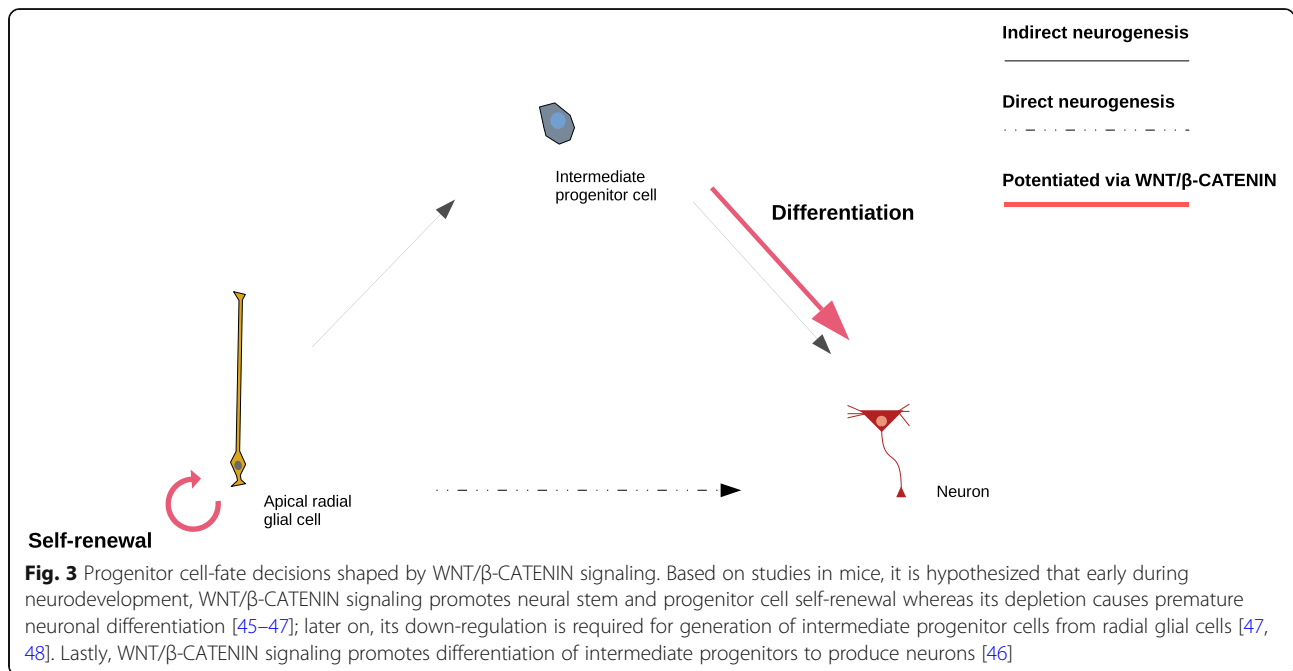 Indirect neurogenesis
Direct neurogenesis
Potentiated via WNT/β-CATENIN
Intermediate
progenitor cell
Differentiation
Apical radial
glial cell
Neuron
Self-renewal
Fig. 3 Progenitor cell-fate decisions shaped by WNT/β-CATENIN signaling. Based on studies in mice, it is hypothesized that early during
neurodevelopment, WNT/β-CATENIN signaling promotes neural stem and progenitor cell self-renewal whereas its depletion causes premature
neuronal differentiation [45–47]; later on, its down-regulation is required for generation of intermediate progenitor cells from radial glial cells [47,
48]. Lastly, WNT/β-CATENIN signaling promotes differentiation of intermediate progenitors to produce neurons [46]